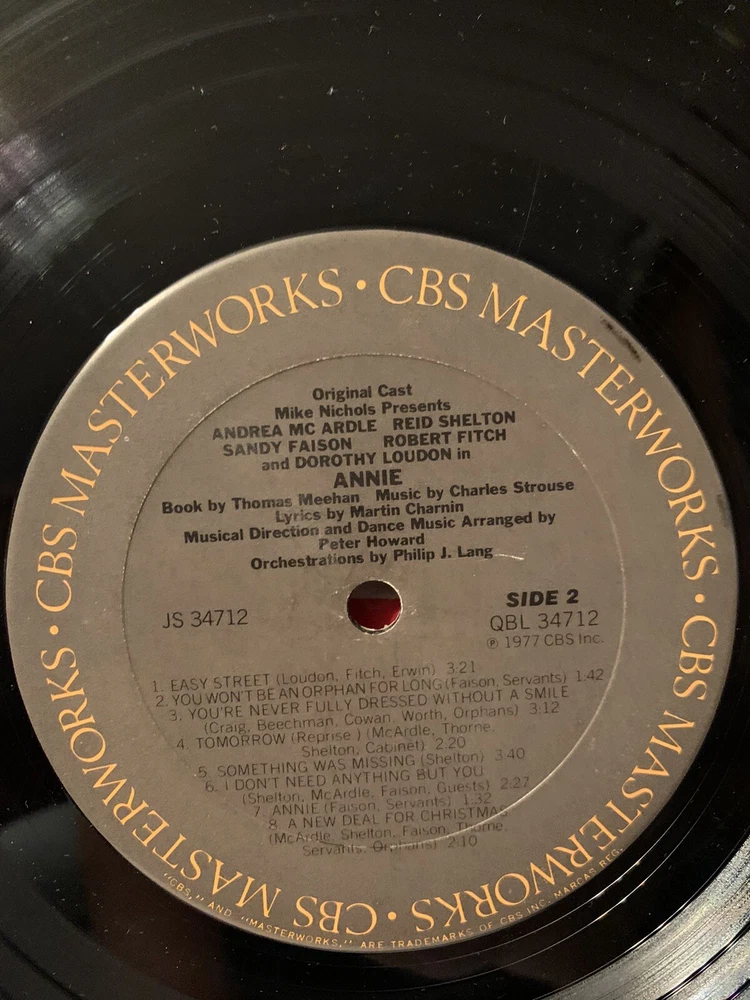 CBS MASTERWORKS • CBS MASTERWORKS • CBS MASTERWORKS • CBS MASTERWORKS • CBS MASTERWORKS •
Original Cast
Mike Nichols Presents
ANDREA MC ARDLE REID SHELTON
SANDY FAISON ROBERT FITCH
and DOROTHY LOUDON in
ANNIE
Book by Thomas Meehan Music by Charles Strouse
Lyrics by Martin Charnin
Musical Direction and Dance Music Arranged by
Peter Howard
Orchestrations by Philip J. Lang
JS 34712
SIDE 2
QBL 34712
℗ 1977 CBS Inc.
1. EASY STREET (Loudon, Fitch, Erwin) 3:21
2. YOU WON'T BE AN ORPHAN FOR LONG (Faison, Servants) 1:42
3. YOU'RE NEVER FULLY DRESSED WITHOUT A SMILE
(Craig, Beechman, Cowan, Worth, Orphans) 3:12
4. TOMORROW (Reprise) (McArdle, Thorne,
Shelton, Cabinet) 2:20
5. SOMETHING WAS MISSING (Shelton) 3:40
6. I DON'T NEED ANYTHING BUT YOU
(Shelton, McArdle, Faison, Guests) 2:27
7. ANNIE (Faison, Servants) 1:32
8. A NEW DEAL FOR CHRISTMAS
(McArdle, Shelton, Faison, Thorne,
Servants, Orphans) 2:10
"CBS," AND "MASTERWORKS," ARE TRADEMARKS OF CBS INC. MARCAS REG.